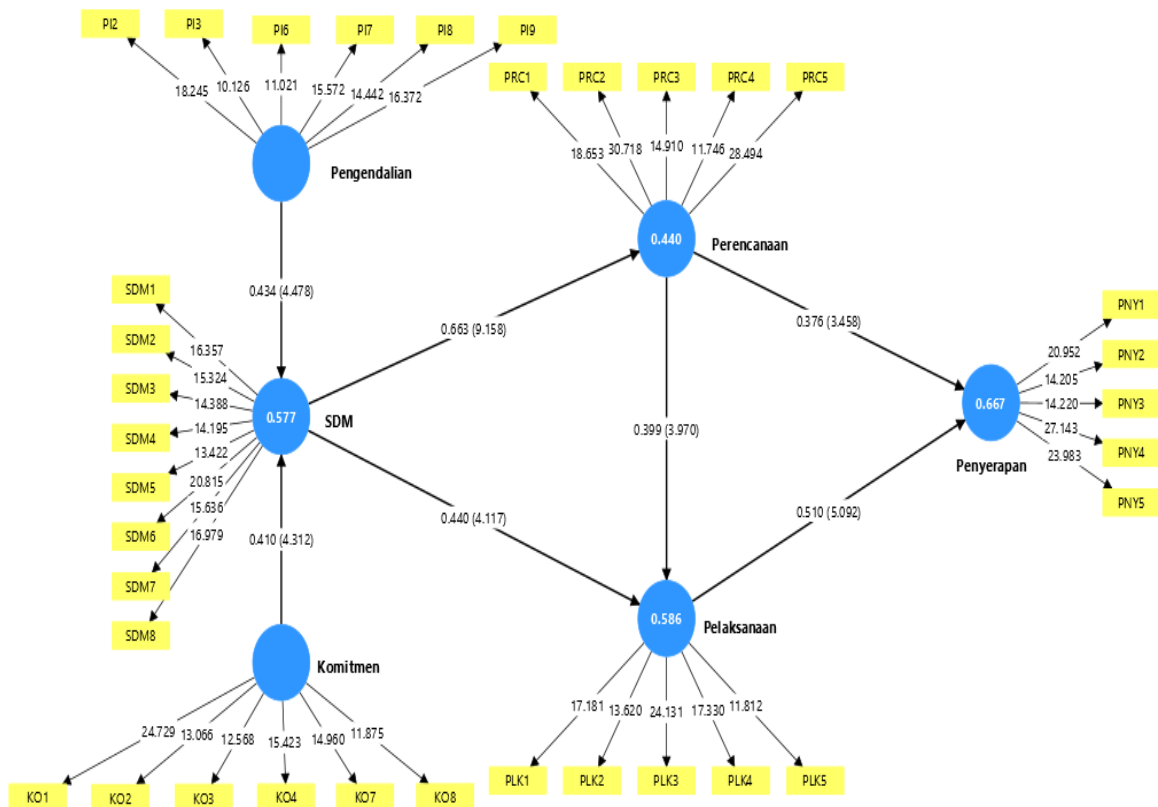 PI2
PI3
PI6
PI7
PI8
PI9
18.245
10.126
11.021
15.572
14.442
16.372
Pengendalian
PRC1
PRC2
PRC3
PRC4
PRC5
18.653
30.718
14.910
11.746
28.494
0.440
Perencanaan
0.434 (4.478)
SDM1
SDM2
SDM3
SDM4
SDM5
SDM6
SDM7
SDM8
16.357
15.324
14.388
14.195
13.422
20.815
15.636
16.979
0.577
SDM
0.663 (9.158)
0.376 (3.458)
0.399 (3.970)
0.440 (4.117)
0.510 (5.092)
0.410 (4.312)
0.667
Penyerapan
PNY1
PNY2
PNY3
PNY4
PNY5
20.952
14.205
14.220
27.143
23.983
Komitmen
24.729
13.066
12.568
15.423
14.960
11.875
KO1
KO2
KO3
KO4
KO7
KO8
0.586
Pelaksanaan
17.181
13.620
24.131
17.330
11.812
PLK1
PLK2
PLK3
PLK4
PLK5